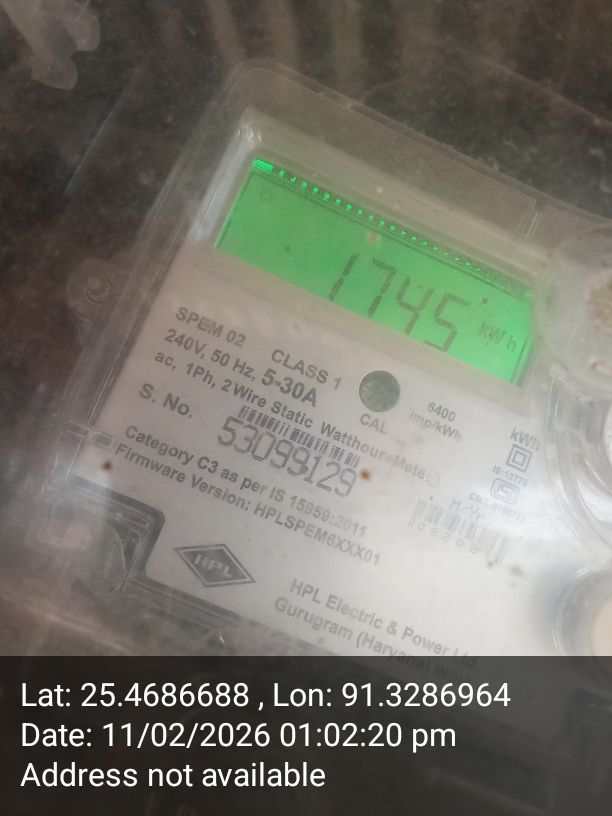 1745 kWh
SPEM 02 CLASS 1
240V, 50 Hz, 5-30A
ac, 1Ph, 2 Wire Static Watthour Meter
CAL
6400
imp/kWh
kWh
S. No.
53099129
Category C3 as per IS 15959:2011
Firmware Version: HPLSPEM6XXX01
HPL
HPL Electric & Power Ltd.
Gurugram (Haryana)
Lat: 25.4686688 , Lon: 91.3286964
Date: 11/02/2026 01:02:20 pm
Address not available